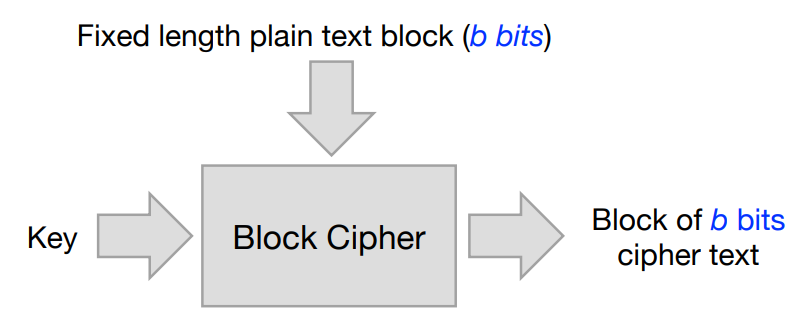 Fixed length plain text block (b bits)
Key
Block Cipher
Block of b bits
cipher text